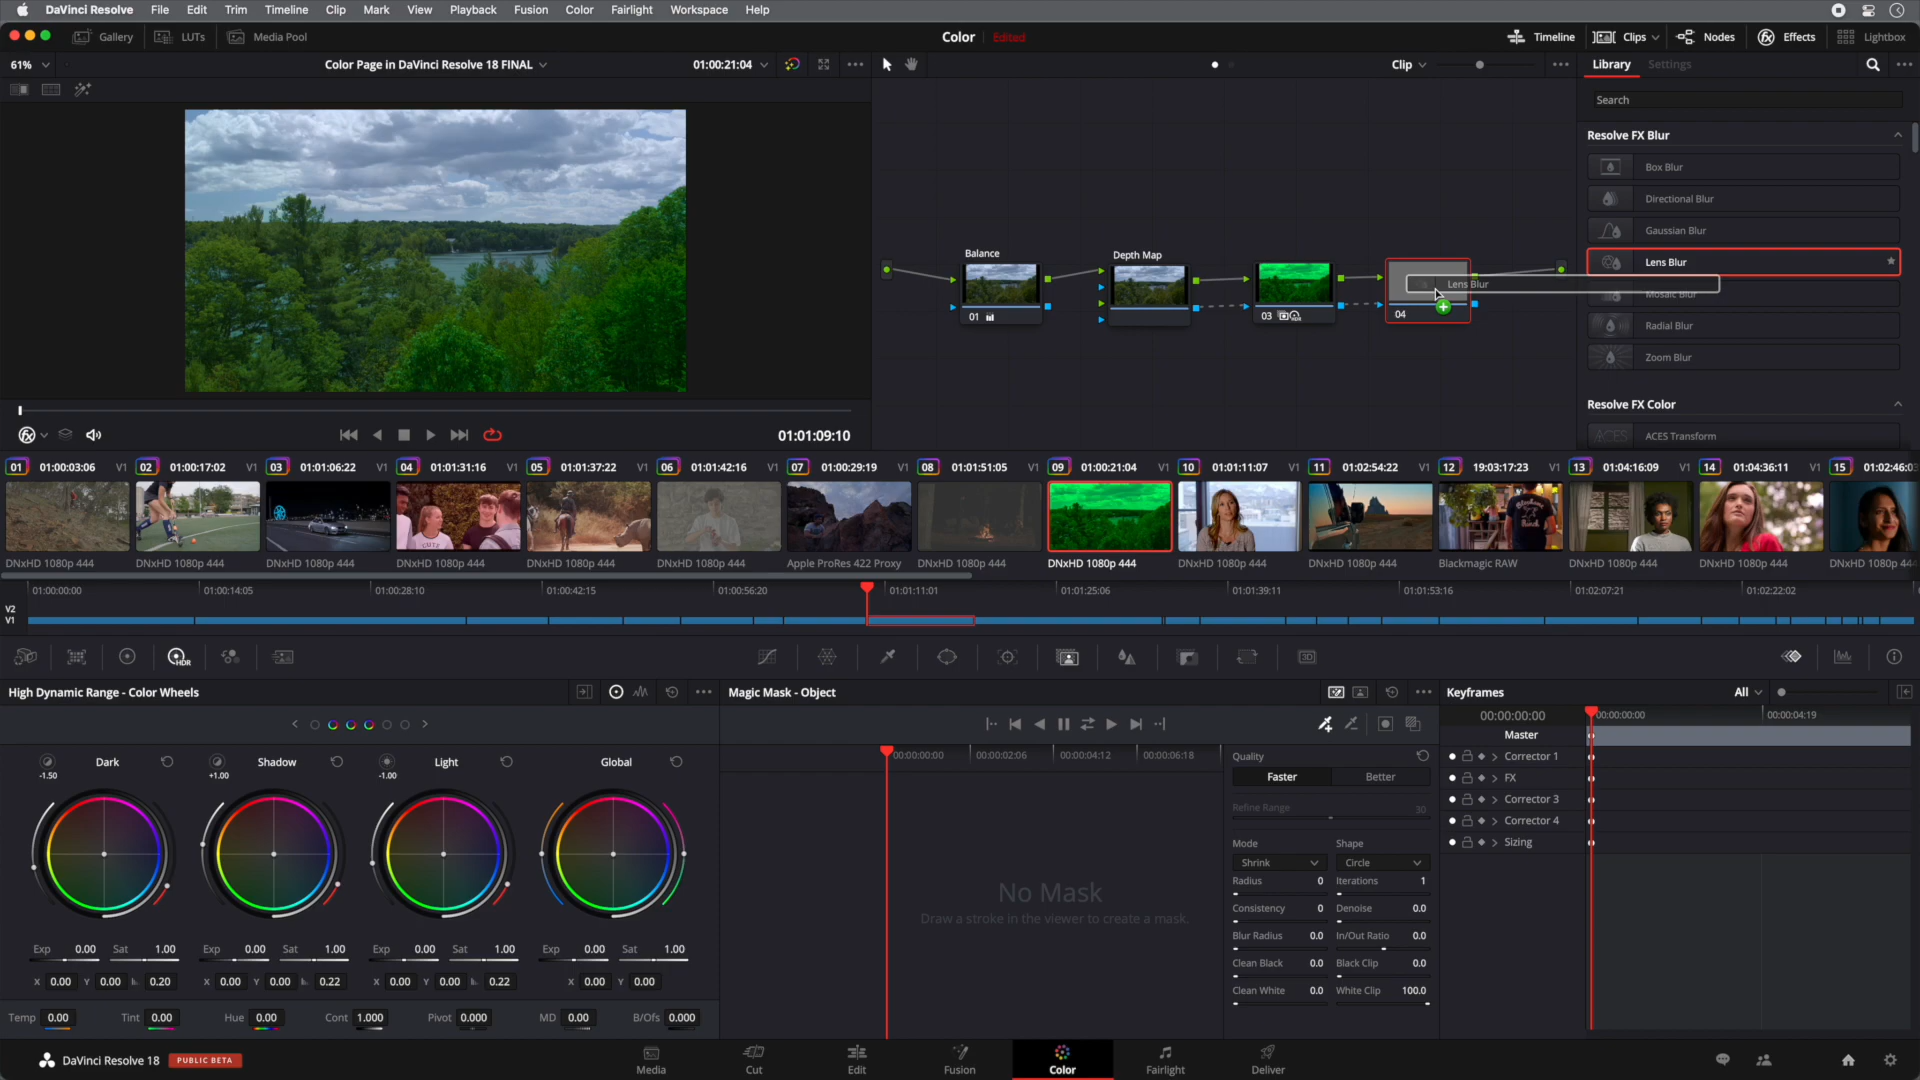 DaVinci Resolve File Edit Trim Timeline Clip Mark View Playback Fusion Color Fairlight Workspace Help
Gallery LUTs Media Pool Color Edited Timeline Clips Nodes Effects Lightbox
61% Color Page in DaVinci Resolve 18 FINAL 01:00:21:04 Clip Library Settings
Search
Resolve FX Blur
Box Blur
Directional Blur
Gaussian Blur
Lens Blur
Mosaic Blur
Radial Blur
Zoom Blur
Resolve FX Color
ACES Transform
Balance
Depth Map
Lens Blur
01 03 04
01:01:09:10
01 01:00:03:06 V1 02 01:00:17:02 V1 03 01:01:06:22 V1 04 01:01:31:16 V1 05 01:01:37:22 V1 06 01:01:42:16 V1 07 01:00:29:19 V1 08 01:01:51:05 V1 09 01:00:21:04 V1 10 01:01:11:07 V1 11 01:02:54:22 V1 12 19:03:17:23 V1 13 01:04:16:09 V1 14 01:04:36:11 V1 15 01:02:46:03
DNxHD 1080p 444 DNxHD 1080p 444 DNxHD 1080p 444 DNxHD 1080p 444 DNxHD 1080p 444 DNxHD 1080p 444 Apple ProRes 422 Proxy DNxHD 1080p 444 DNxHD 1080p 444 DNxHD 1080p 444 DNxHD 1080p 444 Blackmagic RAW DNxHD 1080p 444 DNxHD 1080p 444 DNxHD 1080p 444
01:00:00:00 01:00:14:05 01:00:28:10 01:00:42:15 01:00:56:20 01:01:11:01 01:01:25:06 01:01:39:11 01:01:53:16 01:02:07:21 01:02:22:02
V2
V1
HDR 3D
High Dynamic Range - Color Wheels
Dark Shadow Light Global
-1.50 +1.00 -1.00
Exp 0.00 Sat 1.00 Exp 0.00 Sat 1.00 Exp 0.00 Sat 1.00 Exp 0.00 Sat 1.00
X 0.00 Y 0.00 0.20 X 0.00 Y 0.00 0.22 X 0.00 Y 0.00 0.22 X 0.00 Y 0.00
Temp 0.00 Tint 0.00 Hue 0.00 Cont 1.000 Pivot 0.000 MD 0.00 B/Ofs 0.000
Magic Mask - Object
00:00:00:00 00:00:02:06 00:00:04:12 00:00:06:18
No Mask
Draw a stroke in the viewer to create a mask.
Quality
Faster Better
Refine Range 30
Mode Shape
Shrink Circle
Radius 0 Iterations 1
Consistency 0 Denoise 0.0
Blur Radius 0.0 In/Out Ratio 0.0
Clean Black 0.0 Black Clip 0.0
Clean White 0.0 White Clip 100.0
Keyframes All
00:00:00:00 00:00:00:00 00:00:04:19
Master
Corrector 1
FX
Corrector 3
Corrector 4
Sizing
DaVinci Resolve 18 PUBLIC BETA
Media Cut Edit Fusion Color Fairlight Deliver